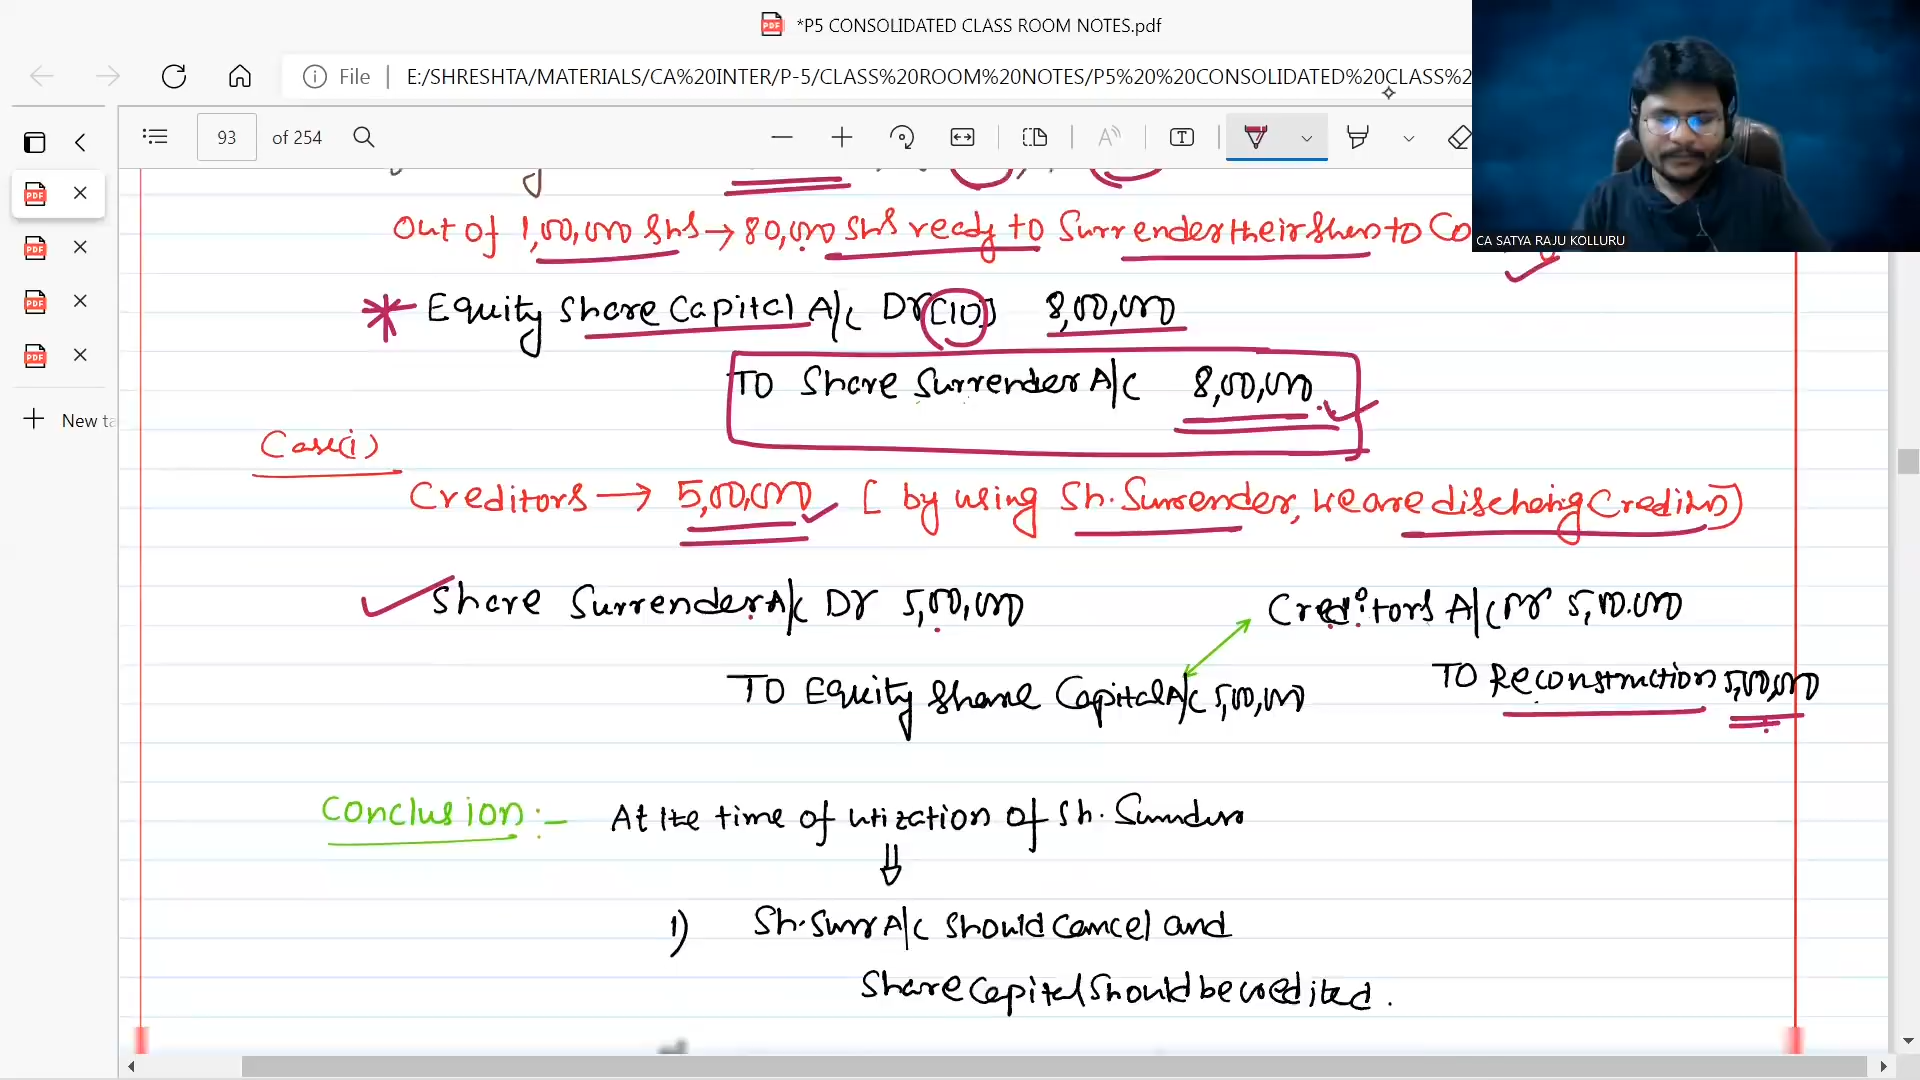 *P5 CONSOLIDATED CLASS ROOM NOTES.pdf
File | E:/SHRESHTA/MATERIALS/CA%20INTER/P-5/CLASS%20ROOM%20NOTES/P5%20%20CONSOLIDATED%20CLASS%2
93 of 254
CA SATYA RAJU KOLLURU
New ta
Out of 1,00,000 Shs → 80,000 Shs ready to Surrender their to Co
* Equity Share Capital A/c Dr [10] 8,00,000
TO Share Surrender A/c 8,00,000
Case(i)
Creditors → 5,00,000 [by using Sh. Surrender, we are Creditors]
Share Surrender A/c Dr 5,00,000
Creditors A/c Dr 5,00,000
TO Equity Share Capital A/c 5,00,000
TO Reconstruction 5,00,000
Conclusion:-
At the time of of Sh.
1) Sh. Surr A/c Should Cancel and
Share Capital Should be credited.